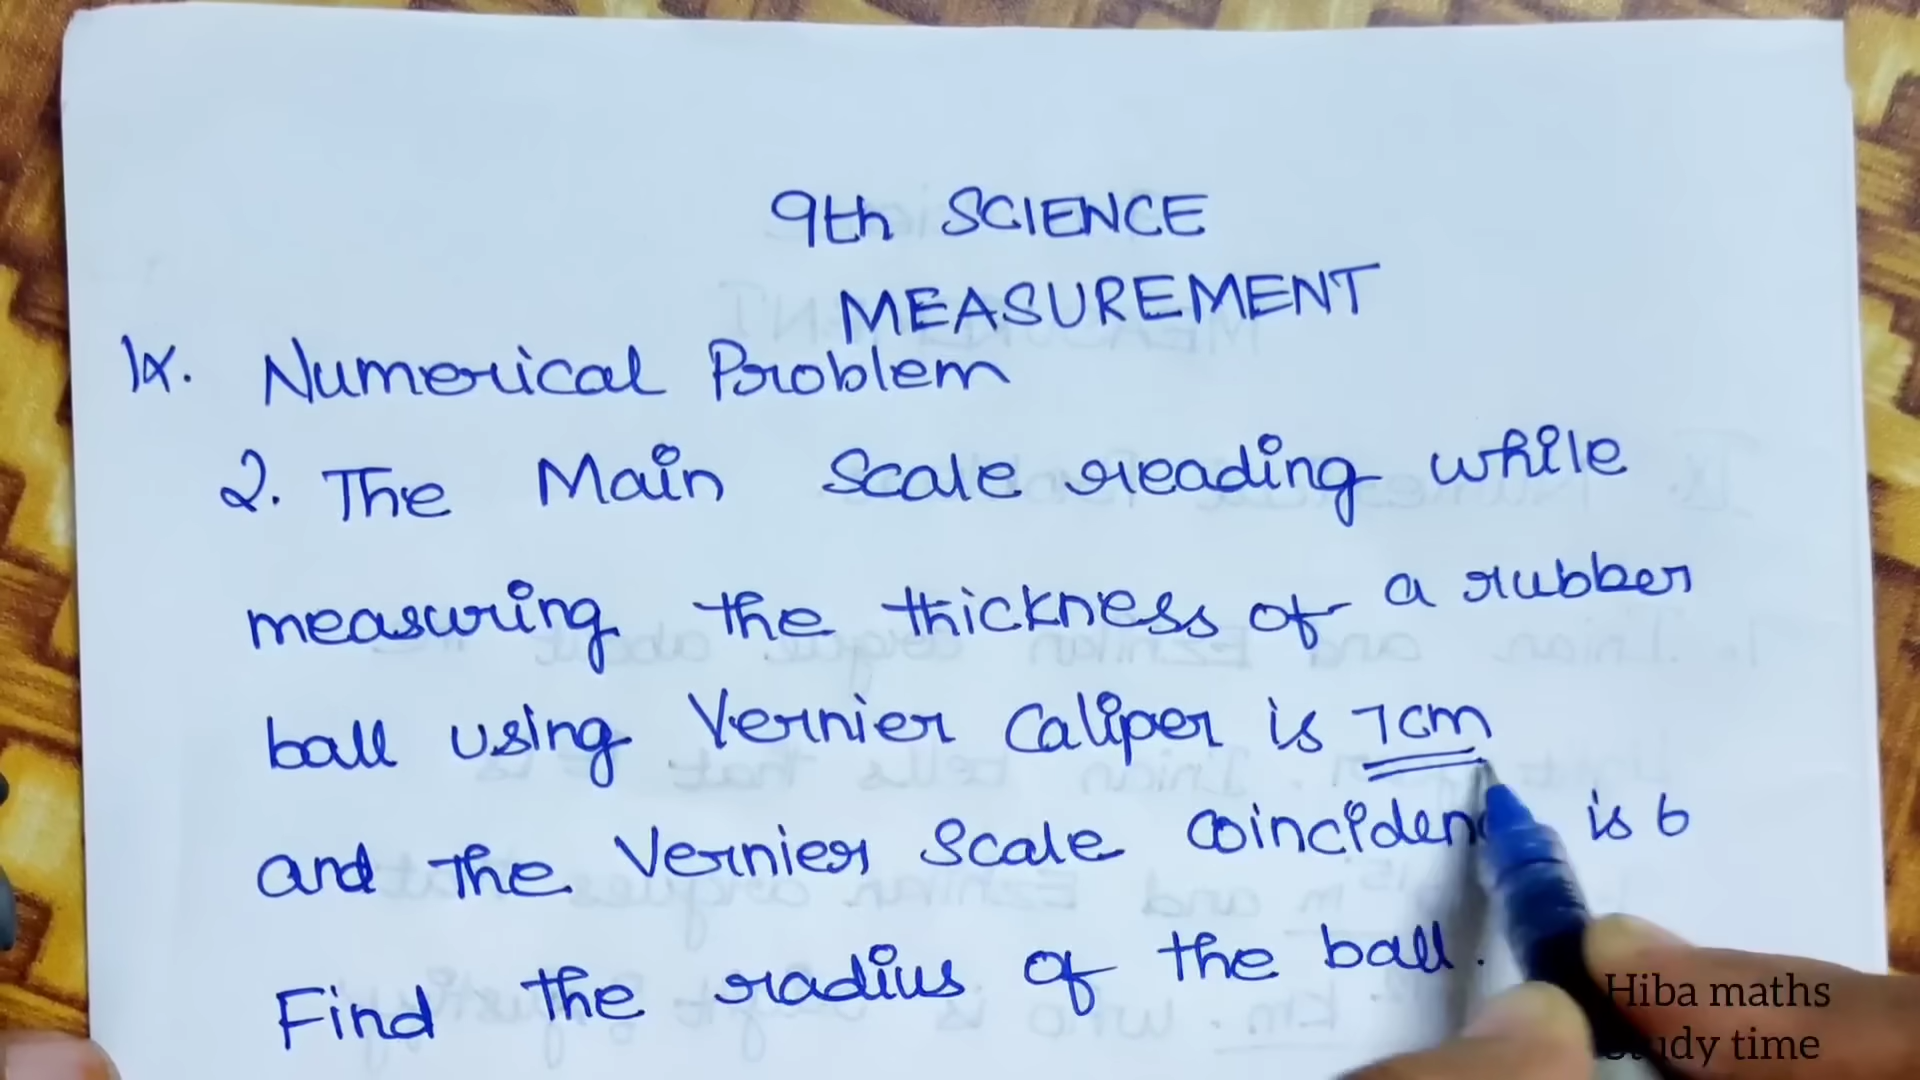 9th SCIENCE
MEASUREMENT
IX. Numerical Problem
2. The Main Scale reading while
measuring the thickness of a rubber
ball using Vernier Caliper is 7cm
and the Vernier Scale is 6
Find the radius of the ball.
Hiba maths
study time